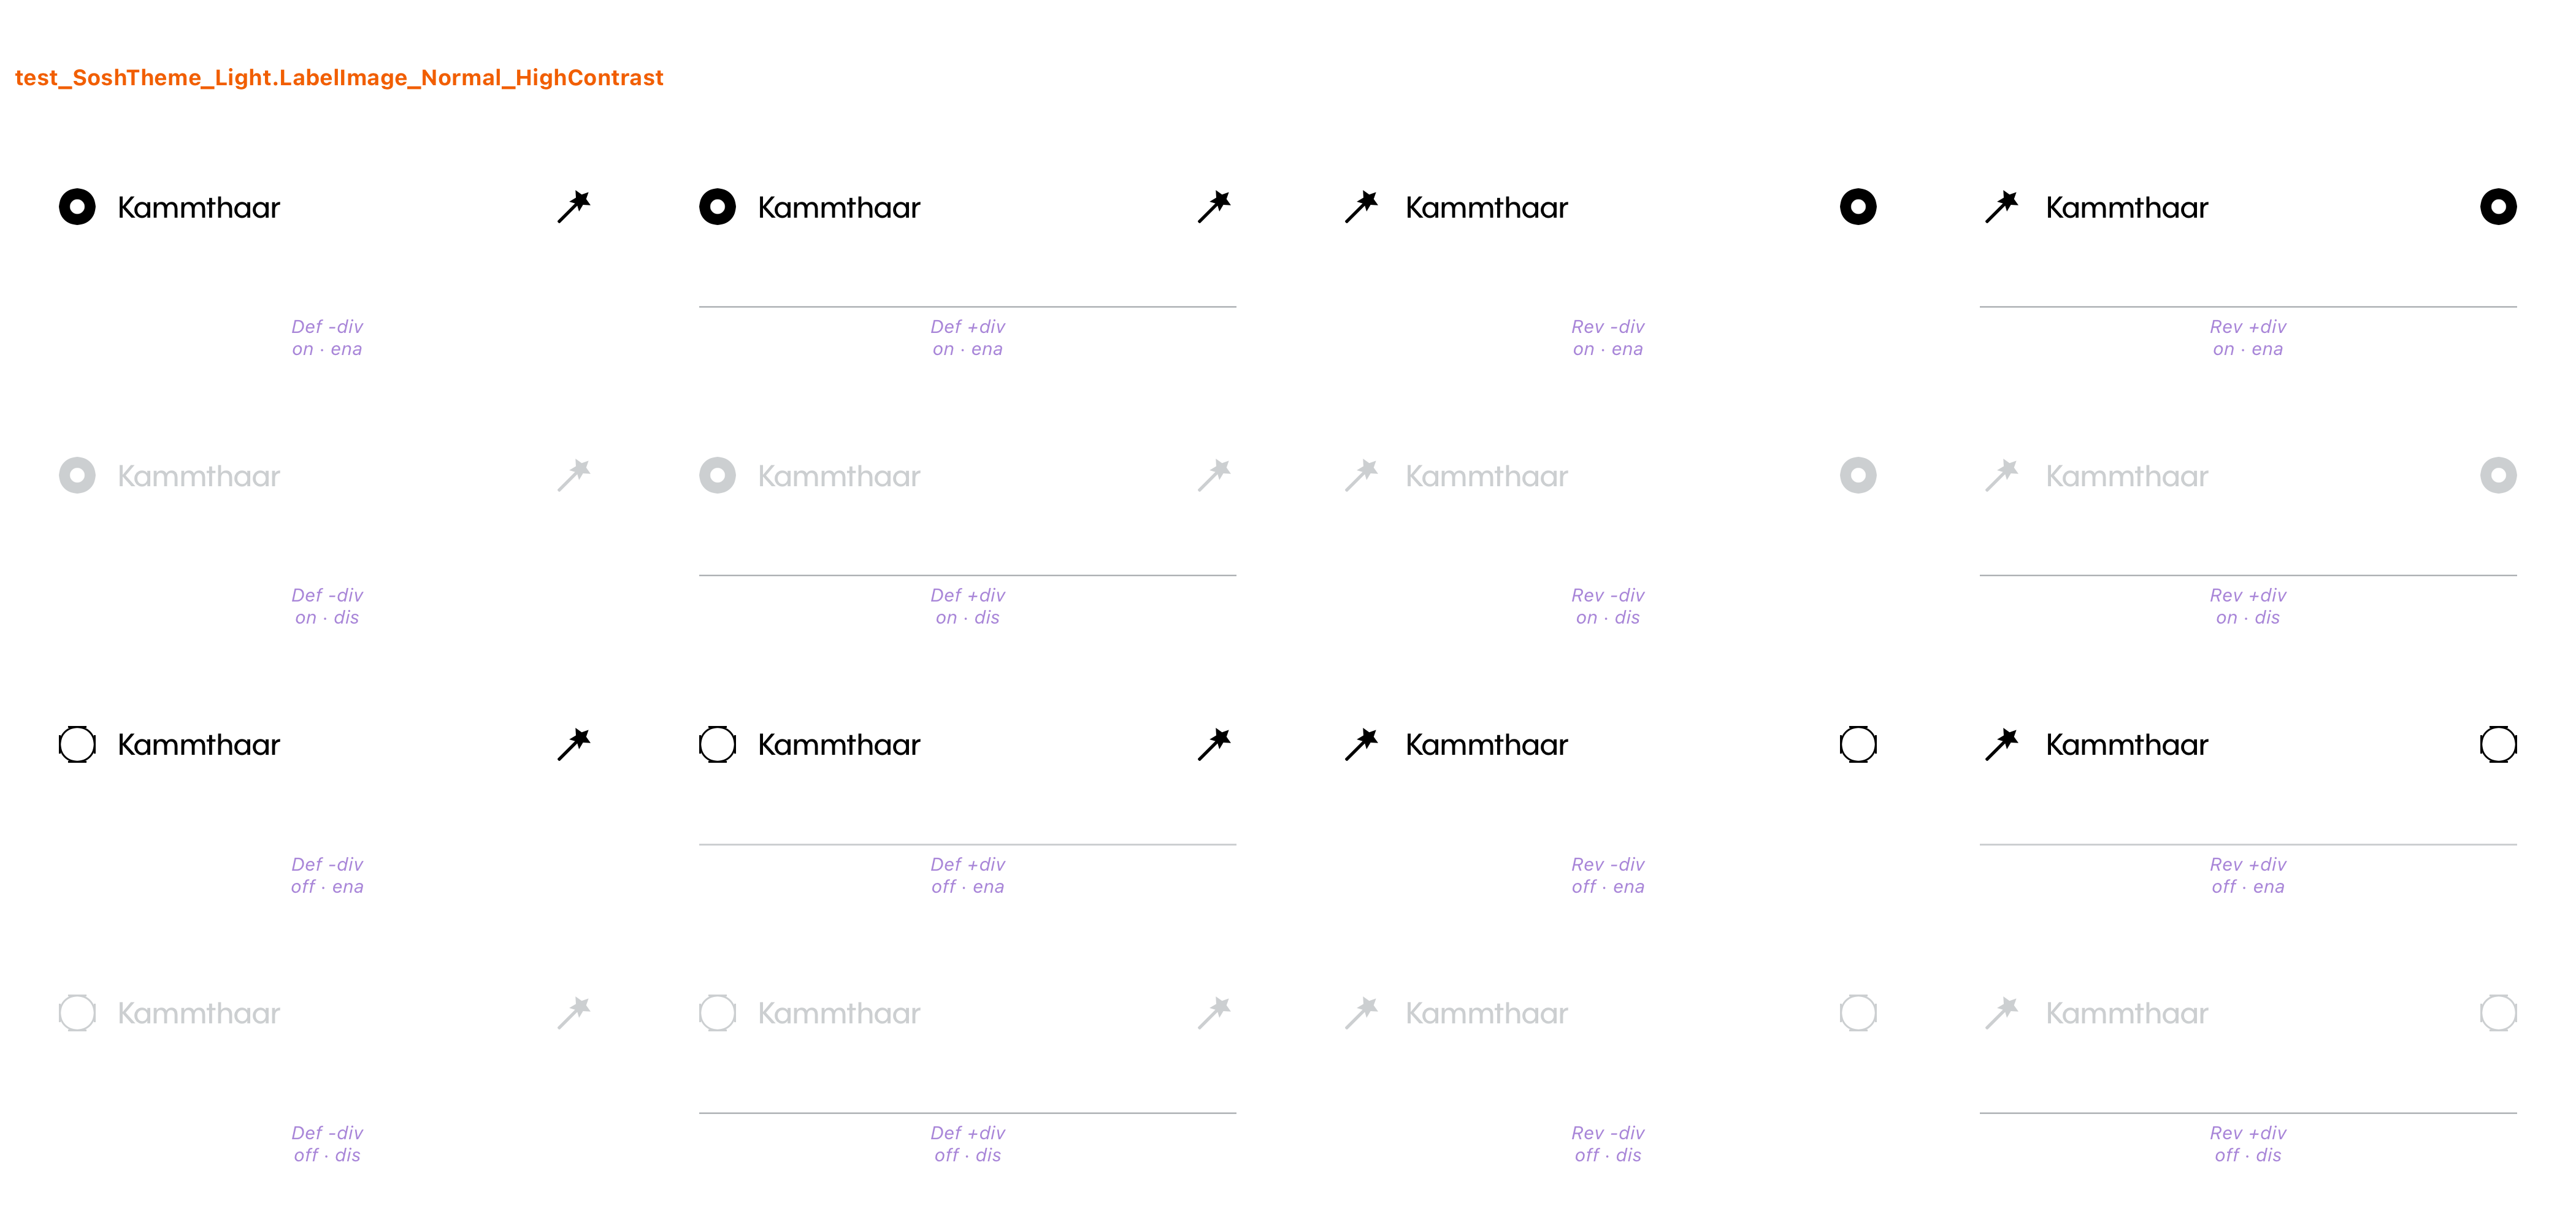 test_SoshTheme_Light.LabelImage_Normal_HighContrast
Kammthaar
Kammthaar
Kammthaar
Kammthaar
Def -div
on · ena
Def +div
on · ena
Rev -div
on · ena
Rev +div
on · ena
Kammthaar
Kammthaar
Kammthaar
Kammthaar
Def -div
on · dis
Def +div
on · dis
Rev -div
on · dis
Rev +div
on · dis
Kammthaar
Kammthaar
Kammthaar
Kammthaar
Def -div
off · ena
Def +div
off · ena
Rev -div
off · ena
Rev +div
off · ena
Kammthaar
Kammthaar
Kammthaar
Kammthaar
Def -div
off · dis
Def +div
off · dis
Rev -div
off · dis
Rev +div
off · dis